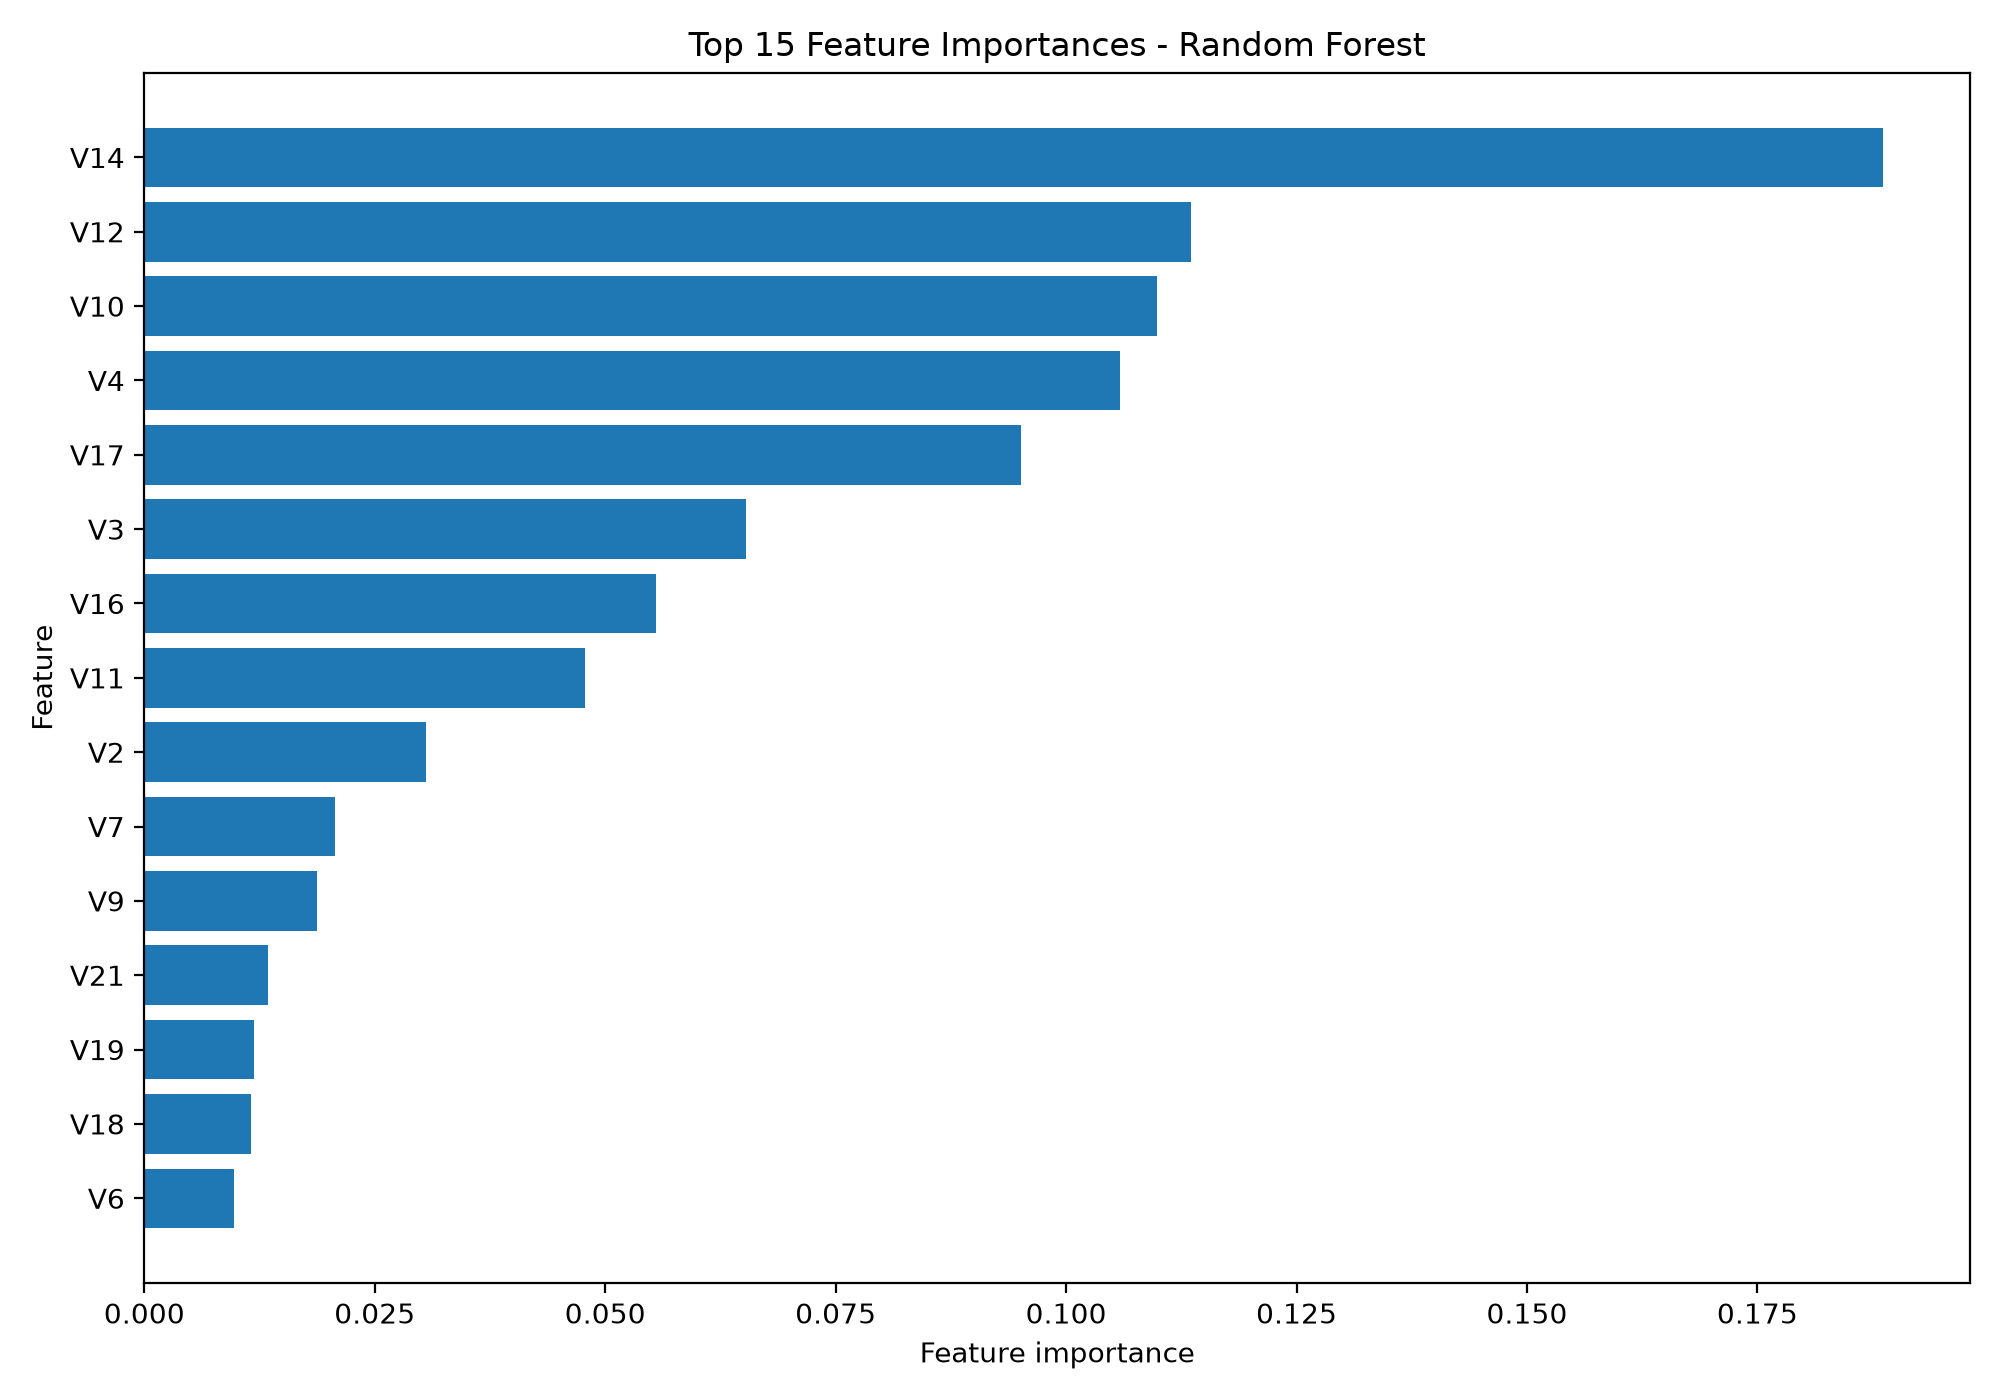 Top 15 Feature Importances - Random Forest
V14
V12
V10
V4
V17
V3
V16
V11
V2
V7
V9
V21
V19
V18
V6
Feature
0.000 0.025 0.050 0.075 0.100 0.125 0.150 0.175
Feature importance